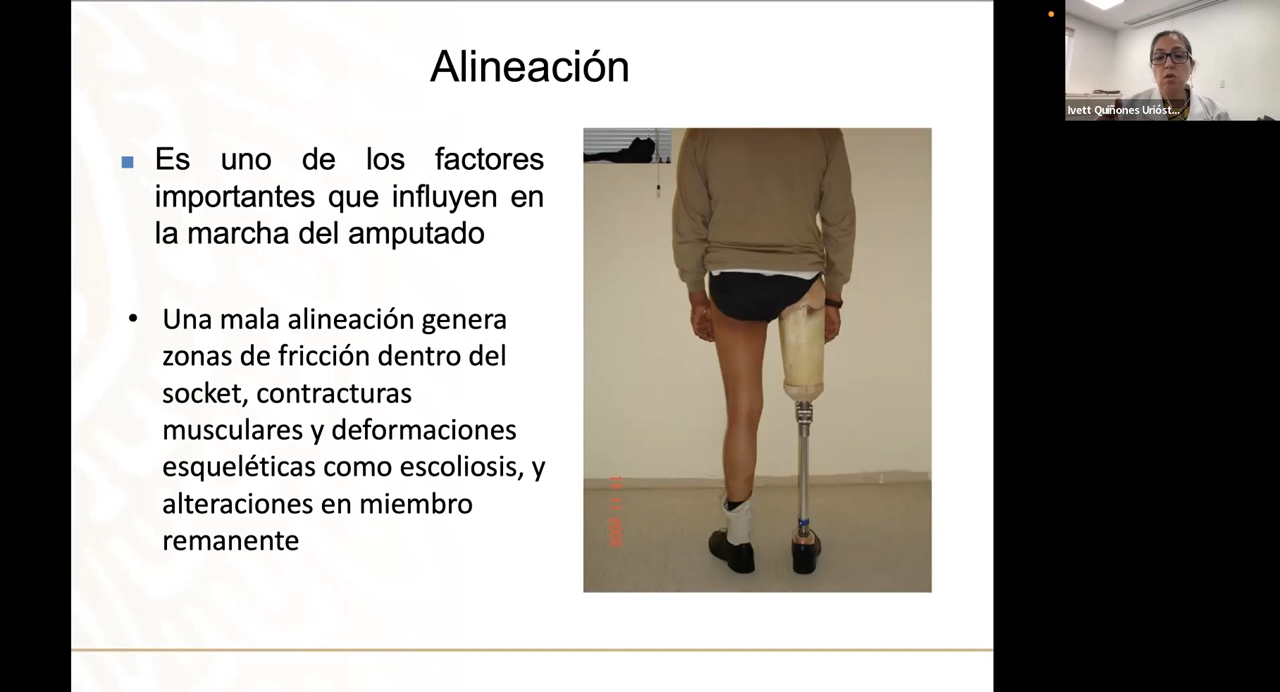 Alineación
Es uno de los factores
importantes que influyen en
la marcha del amputado
Una mala alineación genera
zonas de fricción dentro del
socket, contracturas
musculares y deformaciones
esqueléticas como escoliosis, y
alteraciones en miembro
remanente
Ivett Quiñones Urióst...